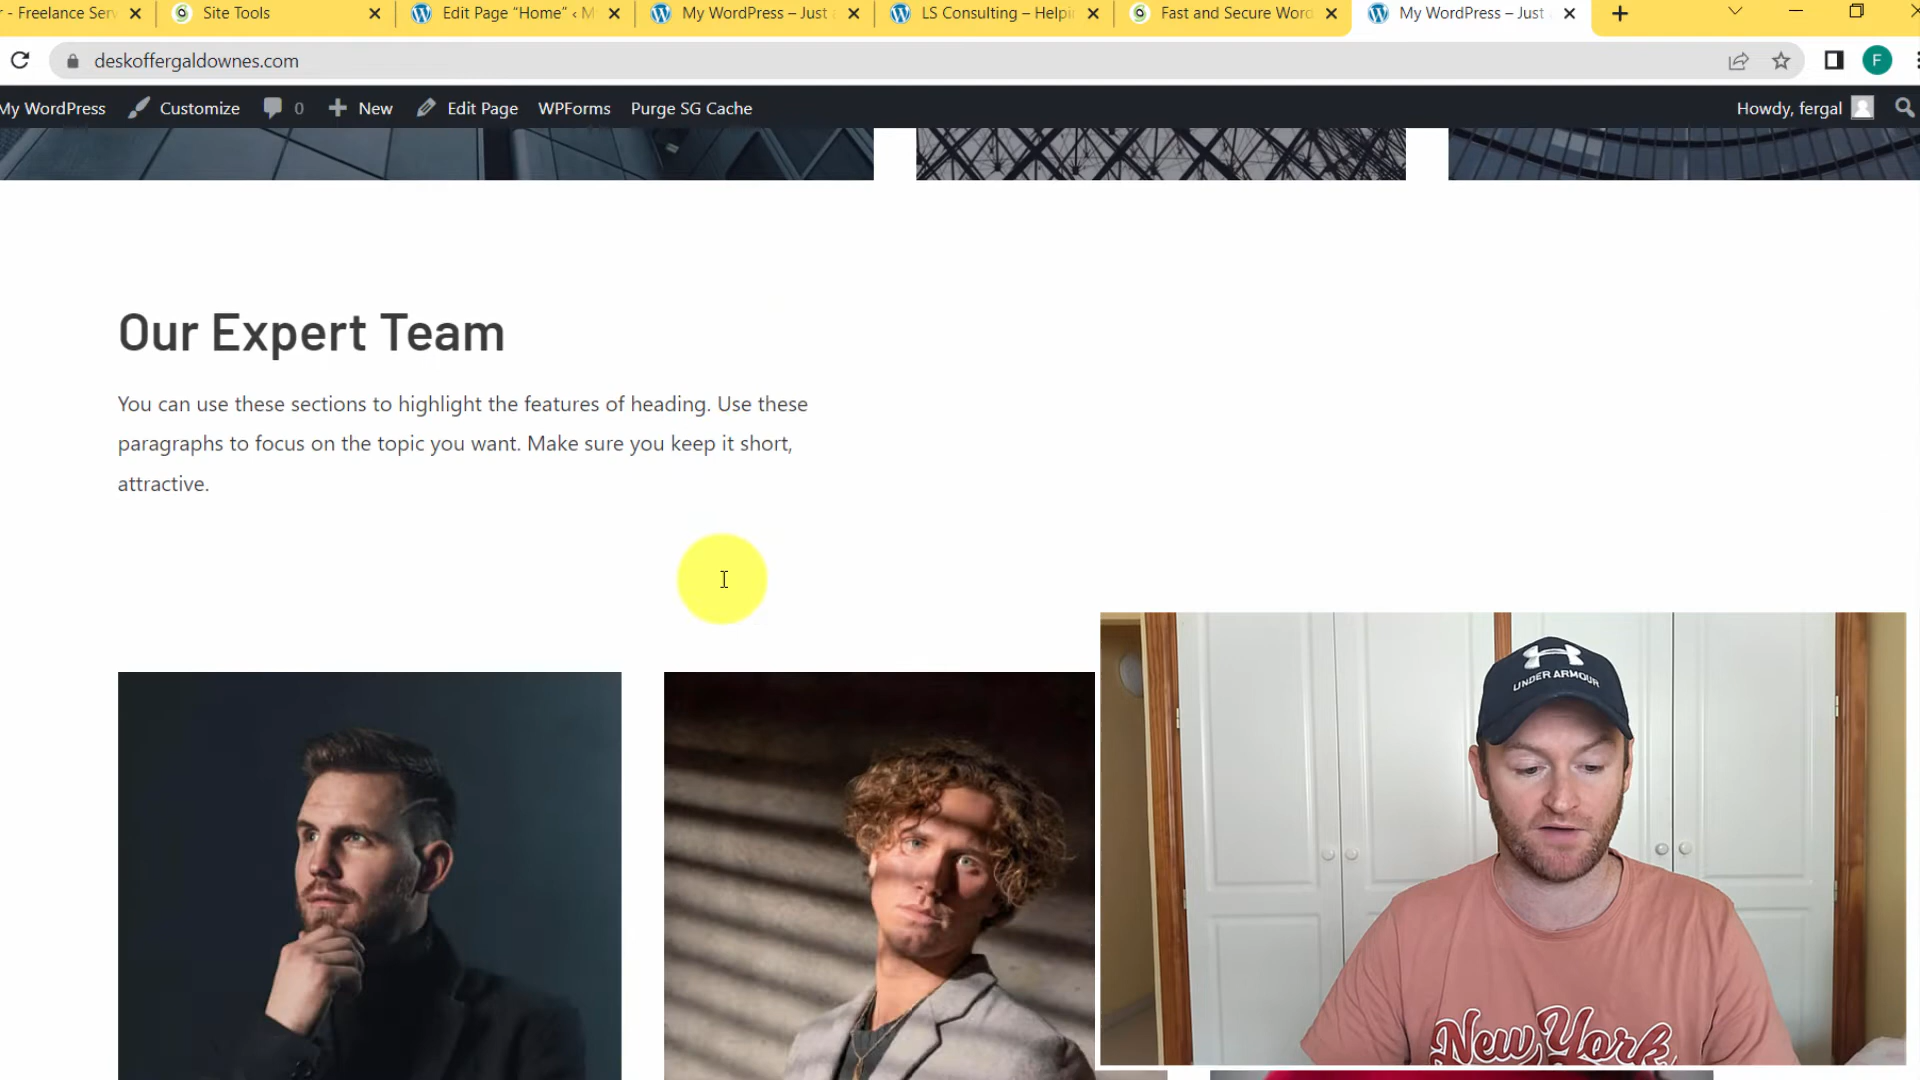 r - Freelance Serv
Site Tools
Edit Page “Home” ‹ M
My WordPress – Just
LS Consulting – Helpi
Fast and Secure Word
My WordPress – Just
deskoffergaldownes.com
F
My WordPress
Customize
0
New
Edit Page
WPForms
Purge SG Cache
Howdy, fergal
Our Expert Team
You can use these sections to highlight the features of heading. Use these
paragraphs to focus on the topic you want. Make sure you keep it short,
attractive.
UNDER ARMOUR
New York